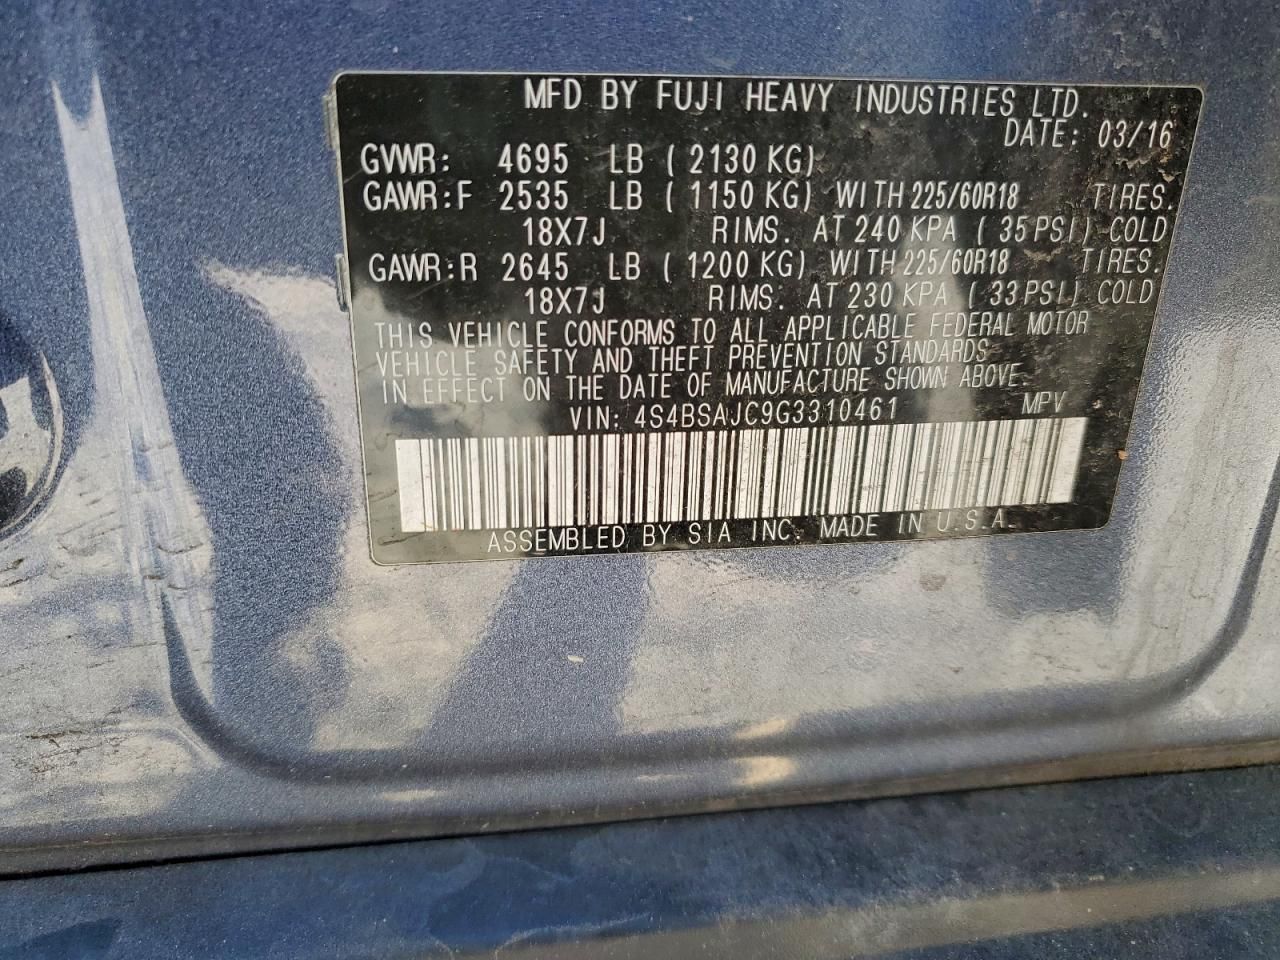 MFD BY FUJI HEAVY INDUSTRIES LTD.
DATE: 03/16
GVWR: 4695 LB ( 2130 KG)
GAWR:F 2535 LB ( 1150 KG) WITH 225/60R18 TIRES.
18X7J RIMS. AT 240 KPA ( 35 PSI) COLD
GAWR:R 2645 LB ( 1200 KG) WITH 225/60R18 TIRES.
18X7J RIMS. AT 230 KPA ( 33 PSI) COLD
THIS VEHICLE CONFORMS TO ALL APPLICABLE FEDERAL MOTOR
VEHICLE SAFETY AND THEFT PREVENTION STANDARDS
IN EFFECT ON THE DATE OF MANUFACTURE SHOWN ABOVE.
VIN: 4S4BSAJC9G3310461 MPV
ASSEMBLED BY SIA INC. MADE IN U.S.A.